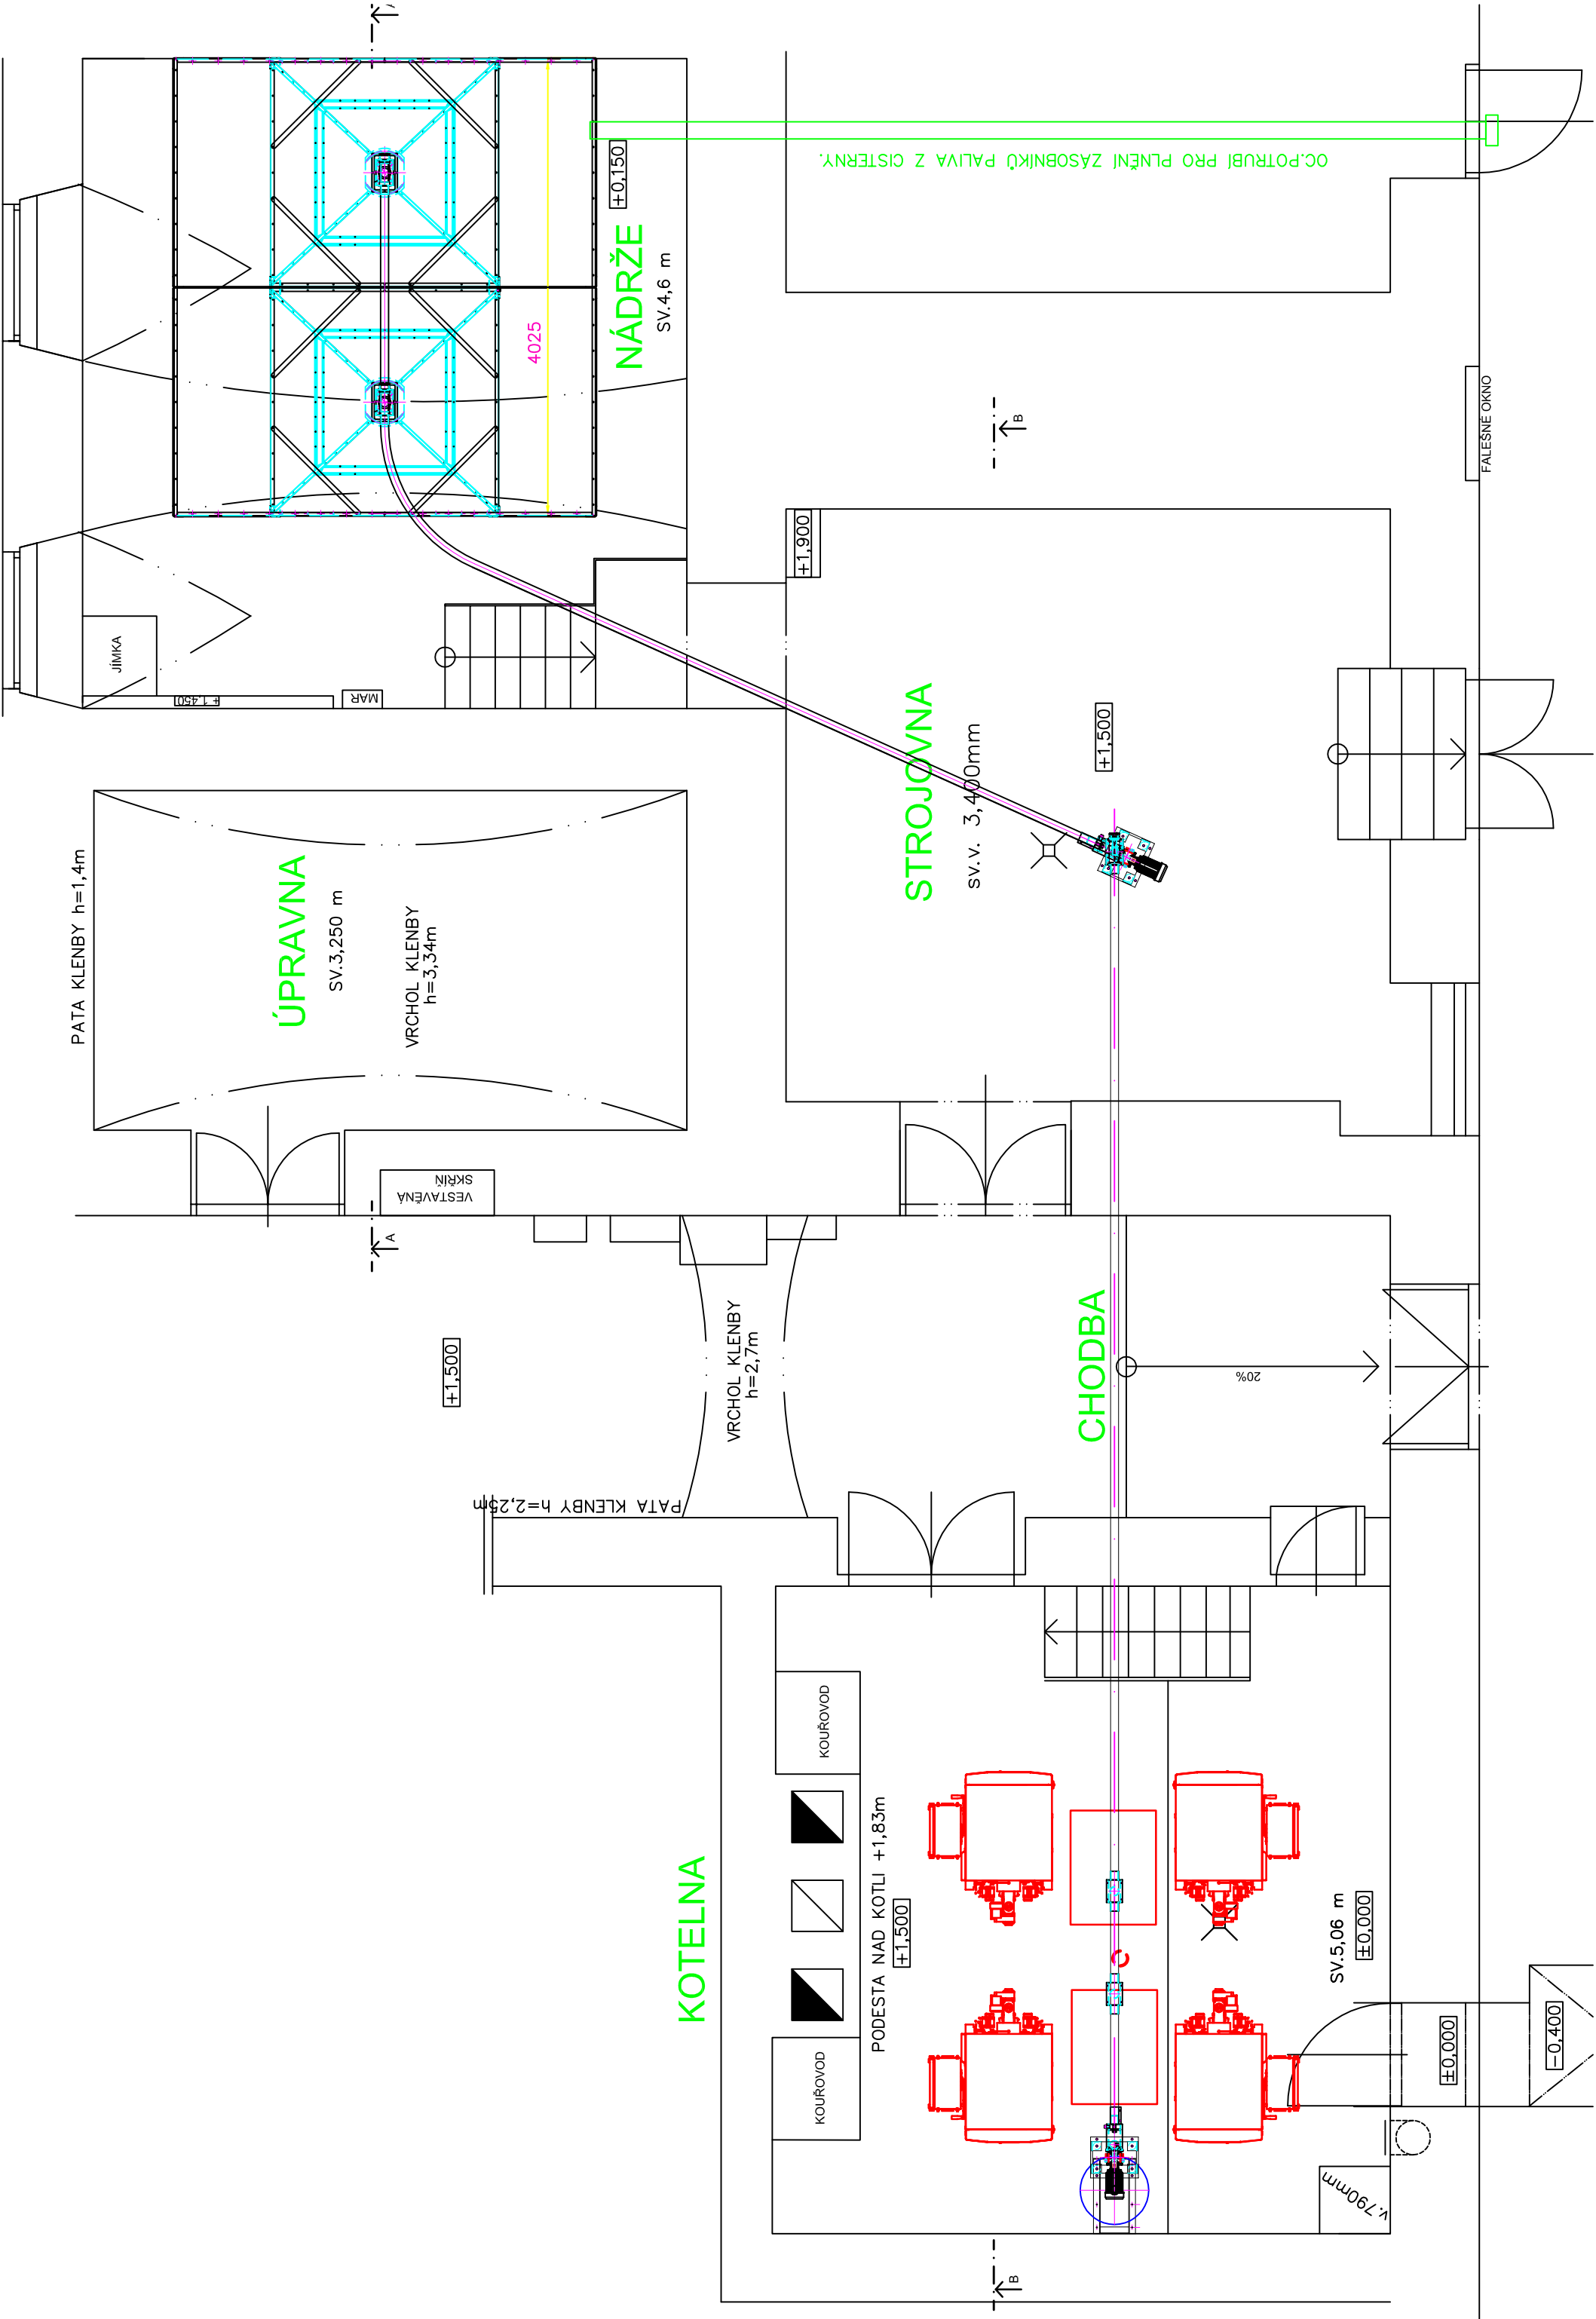 A
+0,150
NÁDRŽE
SV.4,6 m
4025
OC.POTRUBÍ PRO PLNĚNÍ ZÁSOBNÍKŮ PALIVA Z CISTERNY.
B
FALEŠNÉ OKNO
+1,900
JÍMKA
+ 1.450
MAR
STROJOVNA
sv.v. 3,400mm
+1,500
PATA KLENBY h=1,4m
ÚPRAVNA
SV.3,250 m
VRCHOL KLENBY
h=3,34m
VESTAVĚNÁ
SKŘÍŇ
A
+1,500
VRCHOL KLENBY
h=2,7m
CHODBA
20%
PATA KLENBY h=2,25m
KOTELNA
KOUŘOVOD
PODESTA NAD KOTLI +1,83m
+1,500
KOUŘOVOD
SV.5,06 m
±0,000
±0,000
-0,400
v.790mm
B